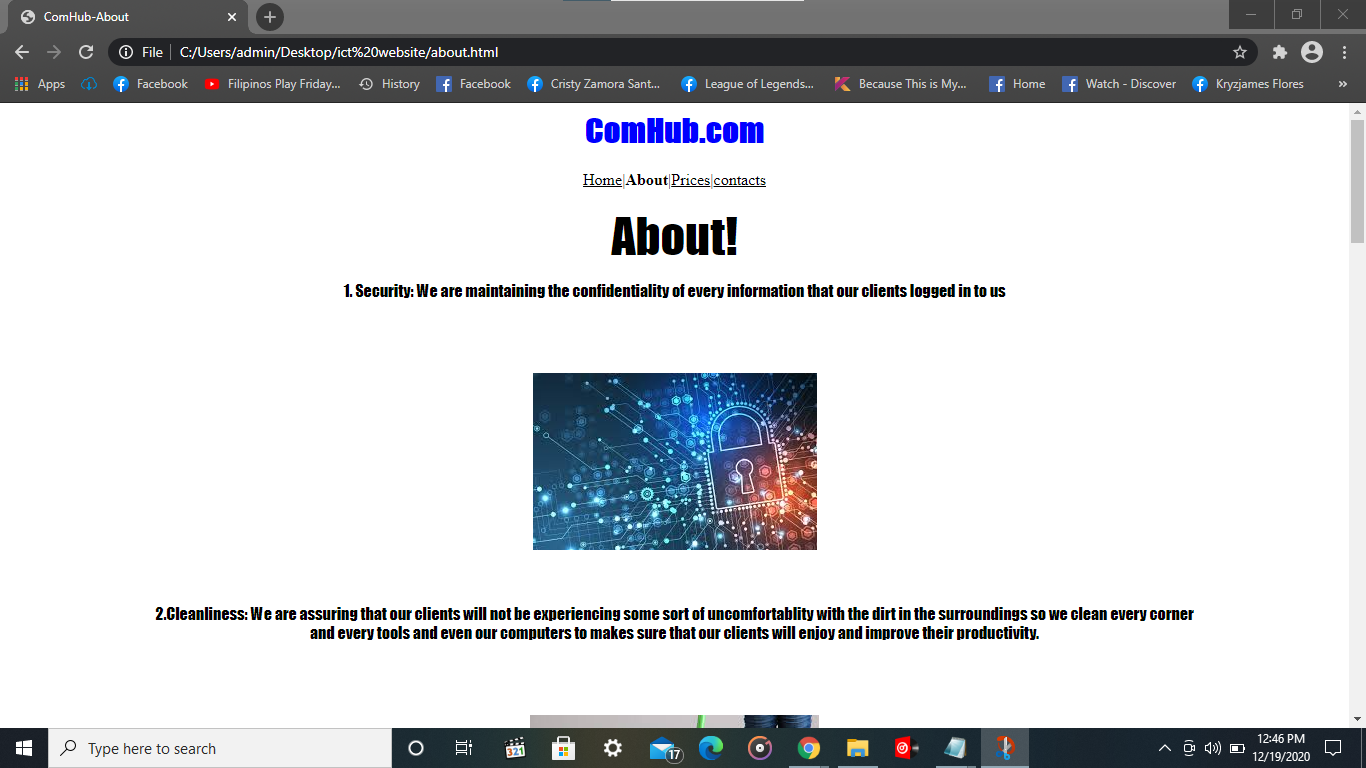 ComHub-About
File
C:/Users/admin/Desktop/ict%20website/about.html
Apps
Facebook
Filipinos Play Friday...
History
Facebook
Cristy Zamora Sant...
League of Legends...
Because This is My...
Home
Watch - Discover
Kryzjames Flores
»
ComHub.com
Home|About|Prices|contacts
About!
1. Security: We are maintaining the confidentiality of every information that our clients logged in to us
2.Cleanliness: We are assuring that our clients will not be experiencing some sort of uncomfortablity with the dirt in the surroundings so we clean every corner
and every tools and even our computers to makes sure that our clients will enjoy and improve their productivity.
Type here to search
321
17
12:46 PM
12/19/2020